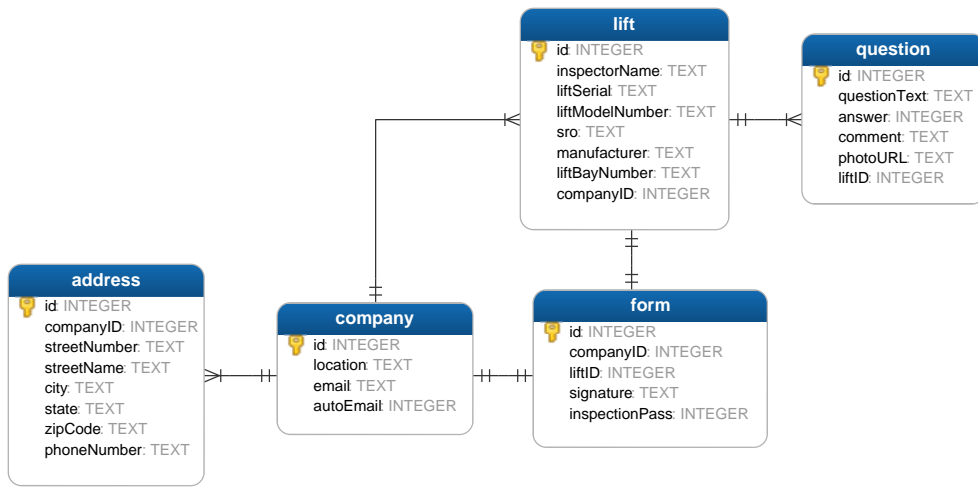 lift
id: INTEGER
inspectorName: TEXT
liftSerial: TEXT
liftModelNumber: TEXT
sro: TEXT
manufacturer: TEXT
liftBayNumber: TEXT
companyID: INTEGER
question
id: INTEGER
questionText: TEXT
answer: INTEGER
comment: TEXT
photoURL: TEXT
liftID: INTEGER
address
id: INTEGER
companyID: INTEGER
streetNumber: TEXT
streetName: TEXT
city: TEXT
state: TEXT
zipCode: TEXT
phoneNumber: TEXT
company
id: INTEGER
location: TEXT
email: TEXT
autoEmail: INTEGER
form
id: INTEGER
companyID: INTEGER
liftID: INTEGER
signature: TEXT
inspectionPass: INTEGER